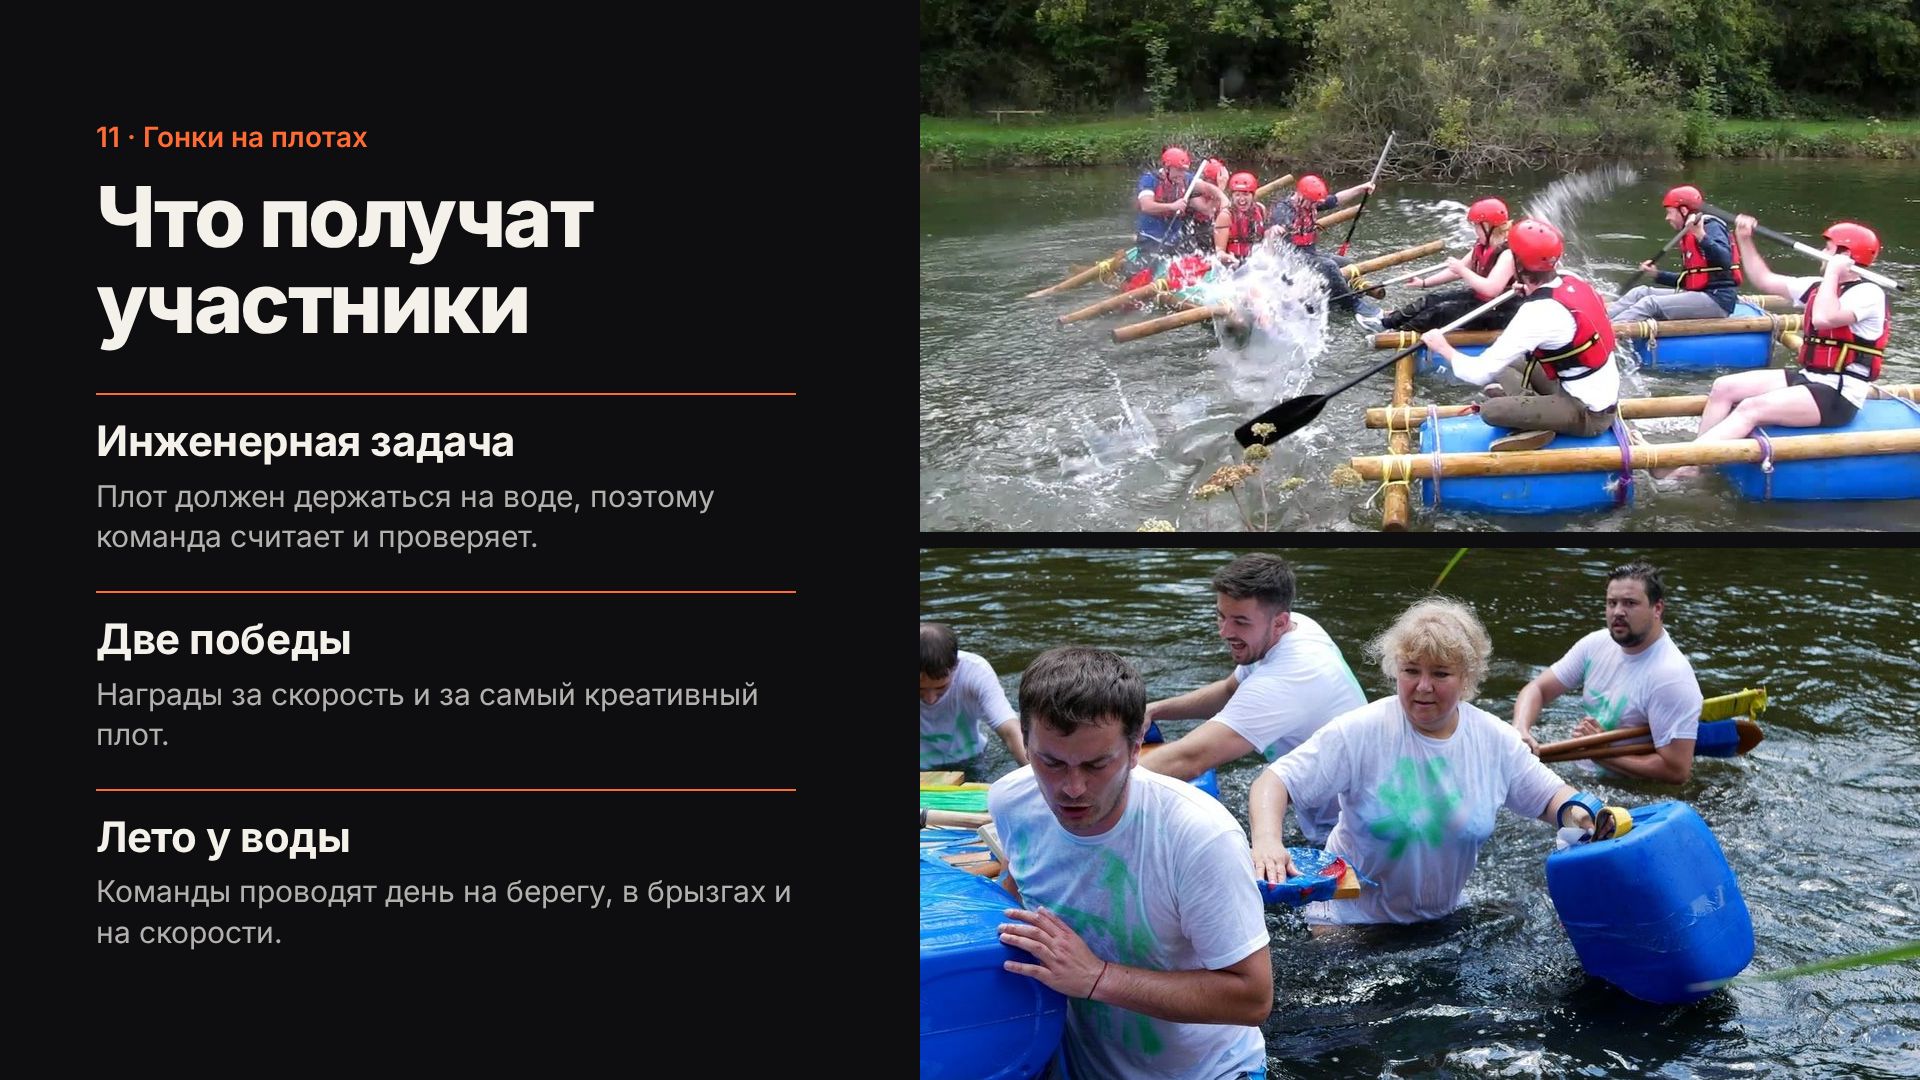 11 · Гонки на плотах
Что получат
участники
Инженерная задача
Плот должен держаться на воде, поэтому
команда считает и проверяет.
Две победы
Награды за скорость и за самый креативный
плот.
Лето у воды
Команды проводят день на берегу, в брызгах и
на скорости.